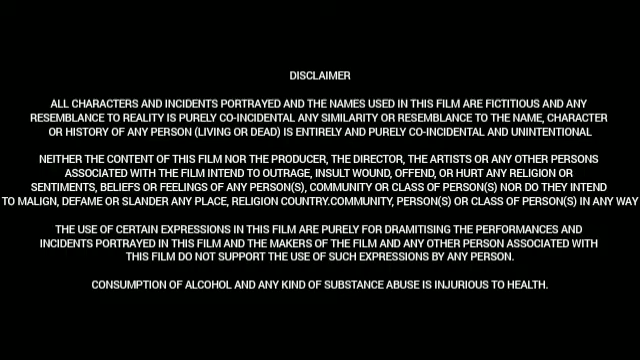 DISCLAIMER
ALL CHARACTERS AND INCIDENTS PORTRAYED AND THE NAMES USED IN THIS FILM ARE FICTITIOUS AND ANY
RESEMBLANCE TO REALITY IS PURELY CO-INCIDENTAL ANY SIMILARITY OR RESEMBLANCE TO THE NAME, CHARACTER
OR HISTORY OF ANY PERSON (LIVING OR DEAD) IS ENTIRELY AND PURELY CO-INCIDENTAL AND UNINTENTIONAL
NEITHER THE CONTENT OF THIS FILM NOR THE PRODUCER, THE DIRECTOR, THE ARTISTS OR ANY OTHER PERSONS
ASSOCIATED WITH THE FILM INTEND TO OUTRAGE, INSULT WOUND, OFFEND, OR HURT ANY RELIGION OR
SENTIMENTS, BELIEFS OR FEELINGS OF ANY PERSON(S), COMMUNITY OR CLASS OF PERSON(S) NOR DO THEY INTEND
TO MALIGN, DEFAME OR SLANDER ANY PLACE, RELIGION COUNTRY.COMMUNITY, PERSON(S) OR CLASS OF PERSON(S) IN ANY WAY
THE USE OF CERTAIN EXPRESSIONS IN THIS FILM ARE PURELY FOR DRAMITISING THE PERFORMANCES AND
INCIDENTS PORTRAYED IN THIS FILM AND THE MAKERS OF THE FILM AND ANY OTHER PERSON ASSOCIATED WITH
THIS FILM DO NOT SUPPORT THE USE OF SUCH EXPRESSIONS BY ANY PERSON.
CONSUMPTION OF ALCOHOL AND ANY KIND OF SUBSTANCE ABUSE IS INJURIOUS TO HEALTH.